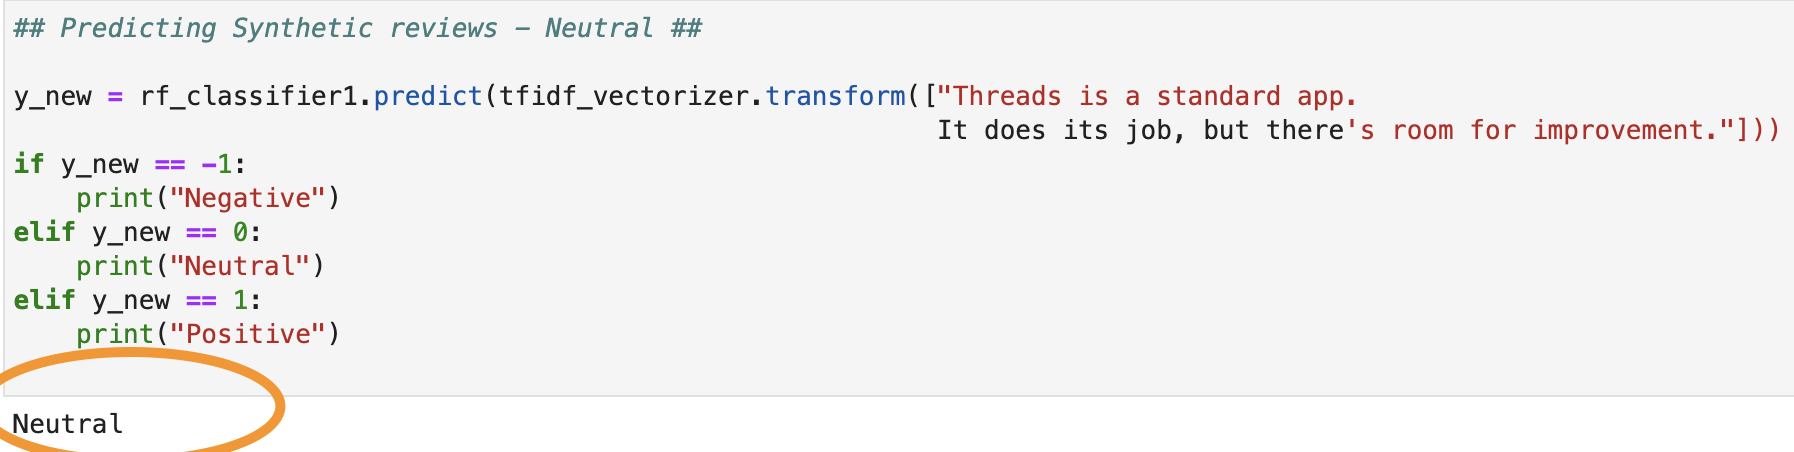 ## Predicting Synthetic reviews – Neutral ##
y_new = rf_classifier1.predict(tfidf_vectorizer.transform(["Threads is a standard app.
It does its job, but there's room for improvement."]))
if y_new == -1:
    print("Negative")
elif y_new == 0:
    print("Neutral")
elif y_new == 1:
    print("Positive")
Neutral